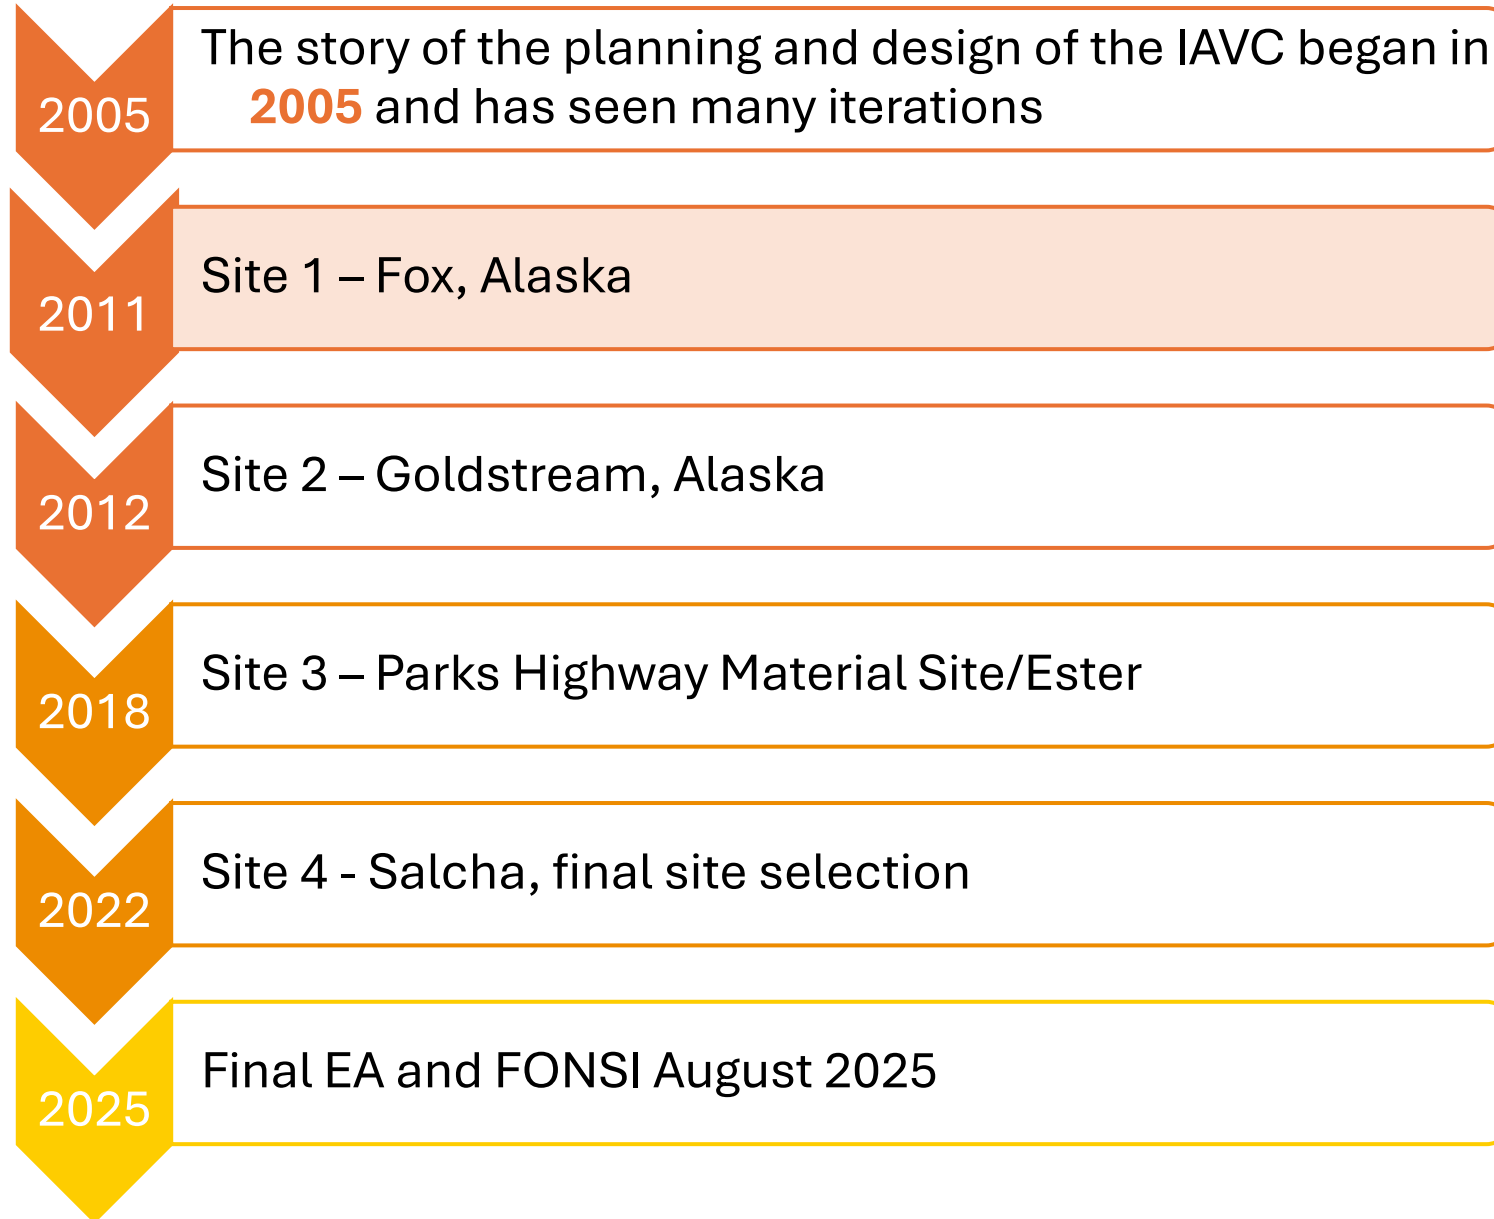 2005
The story of the planning and design of the IAVC began in
2005 and has seen many iterations
2011
Site 1 – Fox, Alaska
2012
Site 2 – Goldstream, Alaska
2018
Site 3 – Parks Highway Material Site/Ester
2022
Site 4 - Salcha, final site selection
2025
Final EA and FONSI August 2025